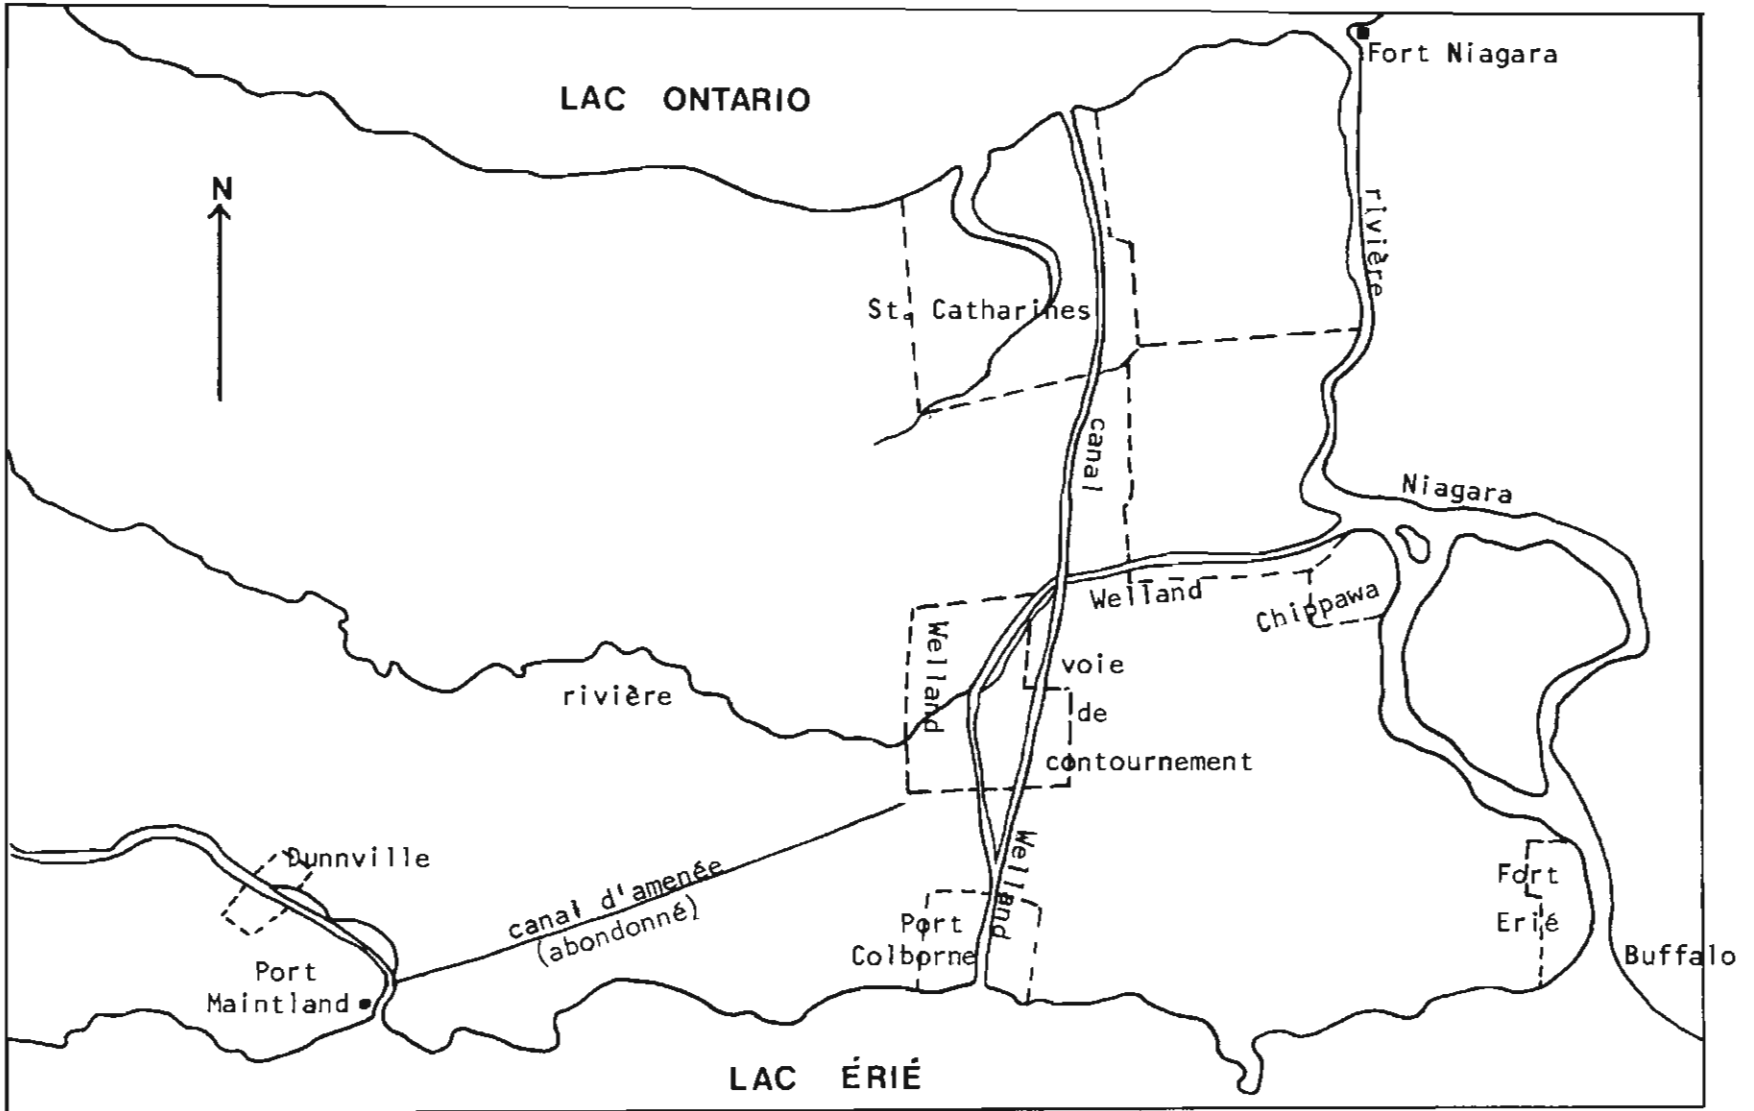 Fort Niagara
LAC ONTARIO
N
rivière
St. Catharines
canal
Niagara
Welland
Chippawa
Welland
voie
rivière
de
contournement
Dunnville
canal d'amenée
(abondonné)
Welland
Fort
Erié
Port
Colborne
Buffalo
Port
Maintland
LAC ÉRIÉ